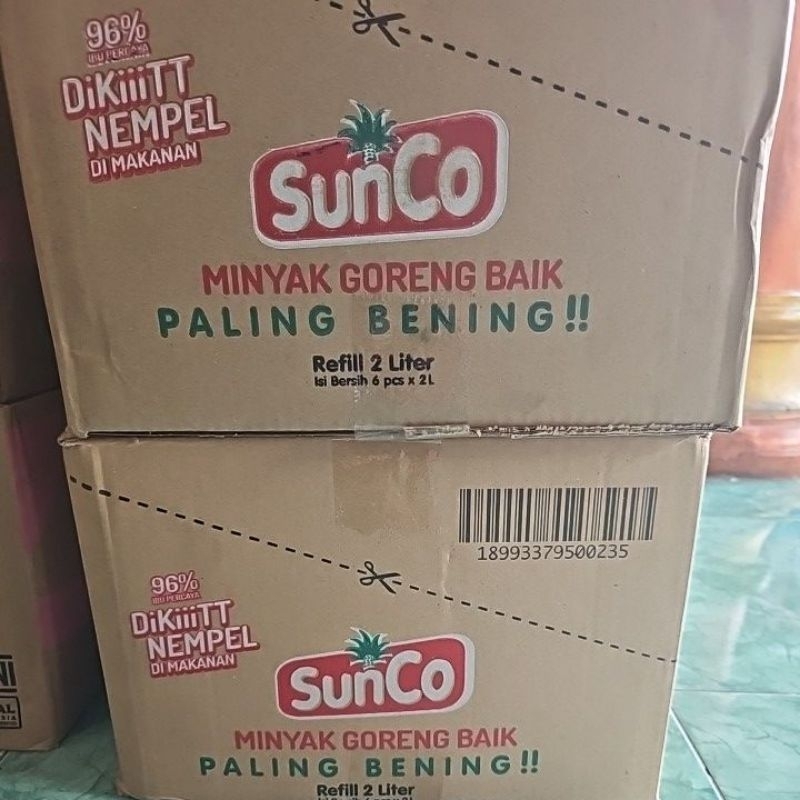 96%
IBU PERCAYA
DiKiiiTT
NEMPEL
DI MAKANAN
SunCo
MINYAK GORENG BAIK
PALING BENING!!
Refill 2 Liter
Isi Bersih 6 pcs x 2L
18993379500235
96%
IBU PERCAYA
DiKiiiTT
NEMPEL
DI MAKANAN
SunCo
MINYAK GORENG BAIK
PALING BENING!!
Refill 2 Liter